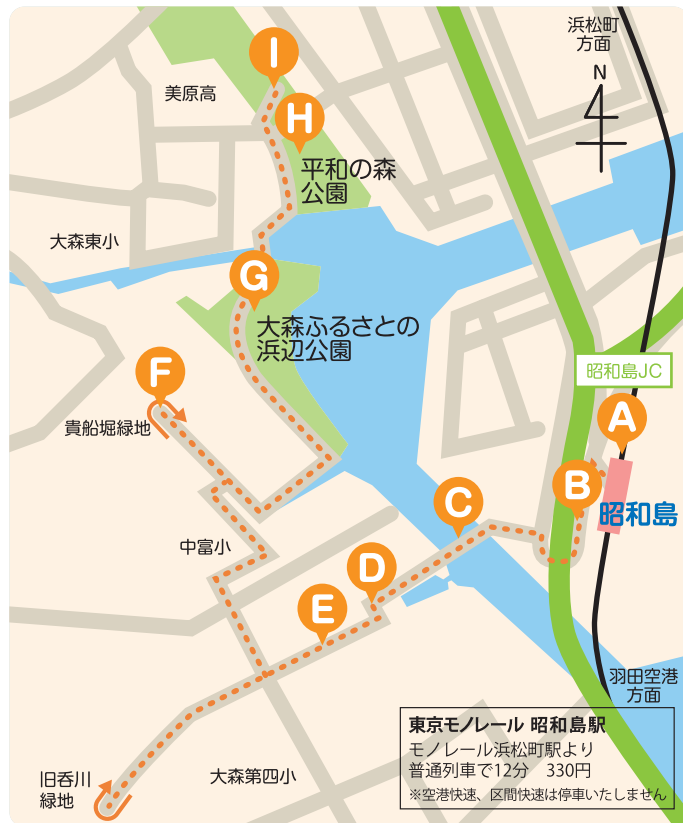 浜松町
方面
N
I
美原高
H
平和の森
公園
大森東小
G
大森ふるさとの
浜辺公園
昭和島JC
F
A
貴船堀緑地
B
昭和島
C
中富小
D
E
羽田空港
方面
東京モノレール 昭和島駅
モノレール浜松町駅より
普通列車で12分　330円
※空港快速、区間快速は停車いたしません
旧呑川
緑地
大森第四小